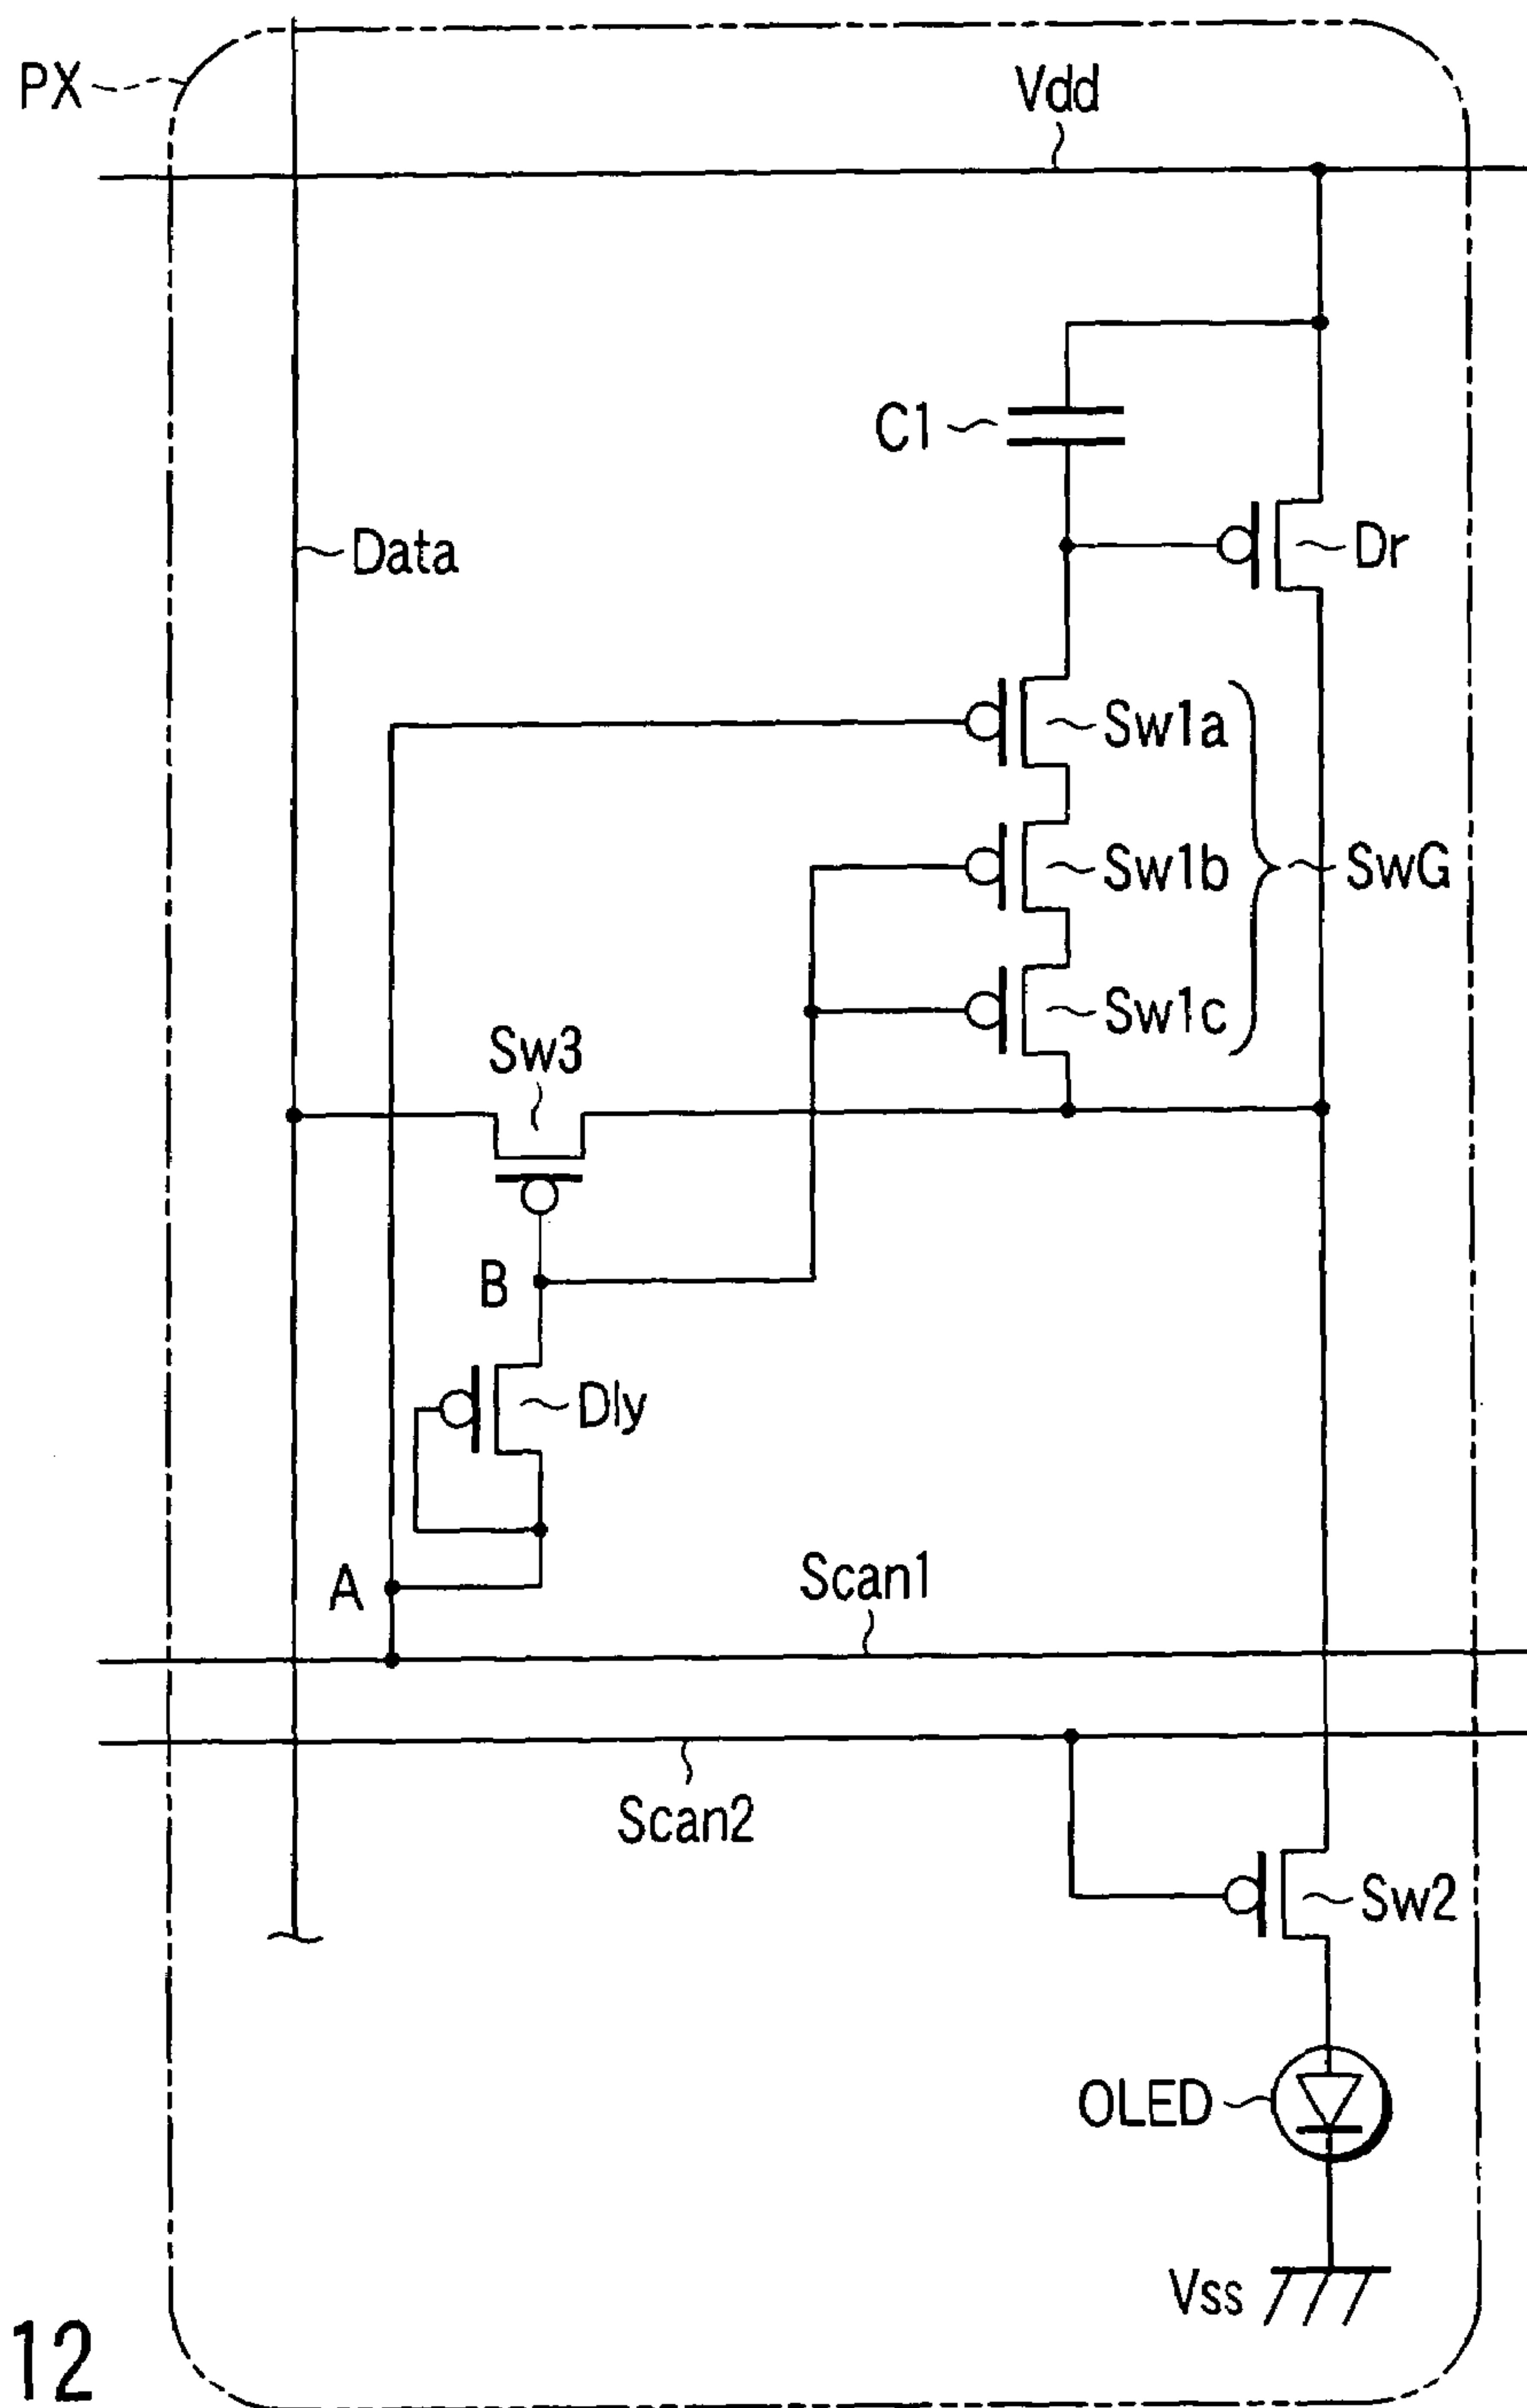 PX
Vdd
C1
Data
Dr
Sw1a
Sw1b
SwG
Sw1c
Sw3
B
Dly
A
Scan1
Scan2
Sw2
OLED
Vss
12